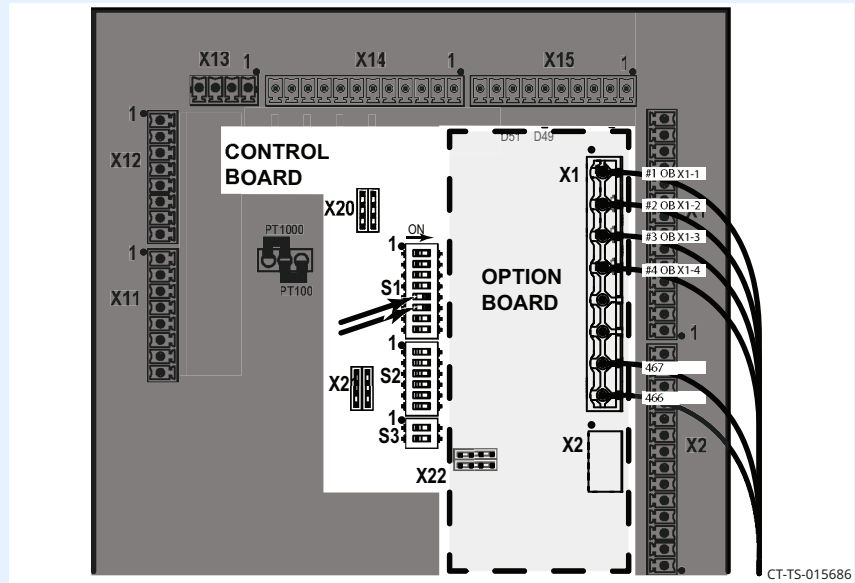 X13 1
X14 1
X15 1
1
X12
1
X11
CONTROL
BOARD
X20
PT1000
PT100
ON
1
S1
1
X2
S2
1
S3
X22
D51 D49
X1
OPTION
BOARD
X2
#1 OB X1-1
#2 OB X1-2
#3 OB X1-3
#4 OB X1-4
467
466
X1
1
X2
CT-TS-015686